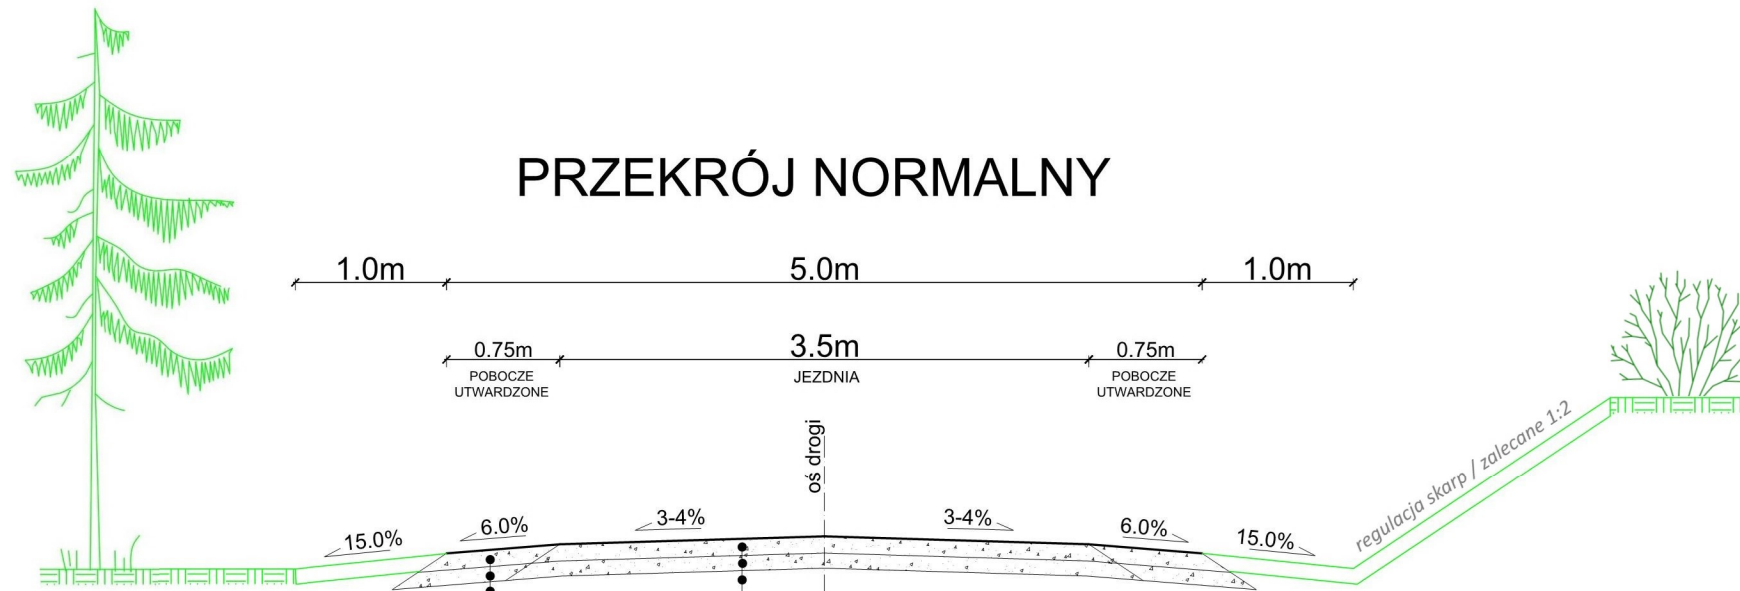 PRZEKRÓJ NORMALNY
1.0m
5.0m
1.0m
0.75m
3.5m
0.75m
POBOCZE
UTWARDZONE
JEZDNIA
POBOCZE
UTWARDZONE
oś drogi
regulacja skarp / zalecane 1:2
15.0%
6.0%
3-4%
3-4%
6.0%
15.0%